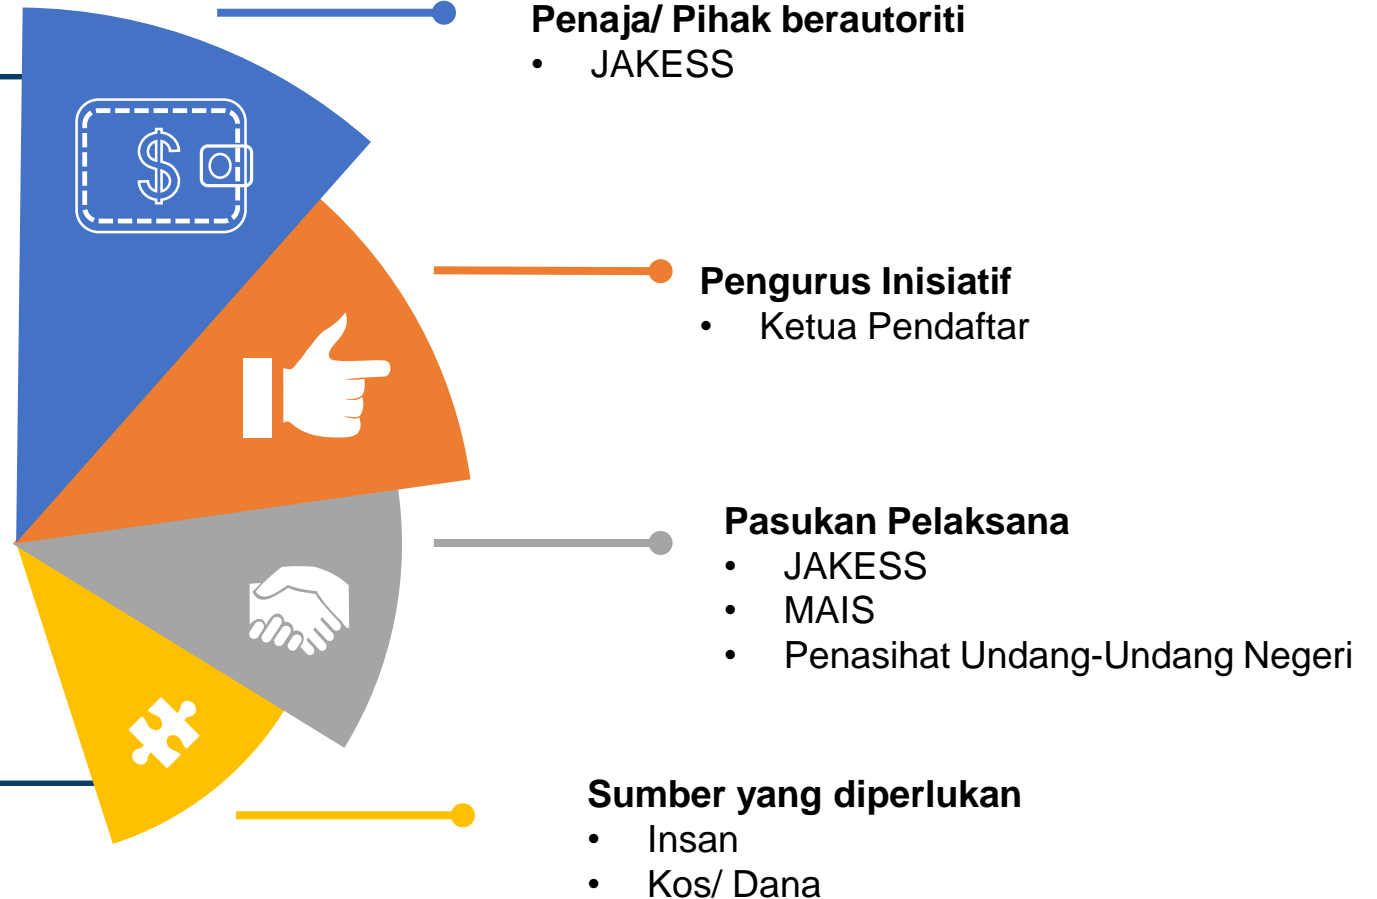 Penaja/ Pihak berautoriti
• JAKESS
$
Pengurus Inisiatif
• Ketua Pendaftar
Pasukan Pelaksana
• JAKESS
• MAIS
• Penasihat Undang-Undang Negeri
Sumber yang diperlukan
• Insan
• Kos/ Dana